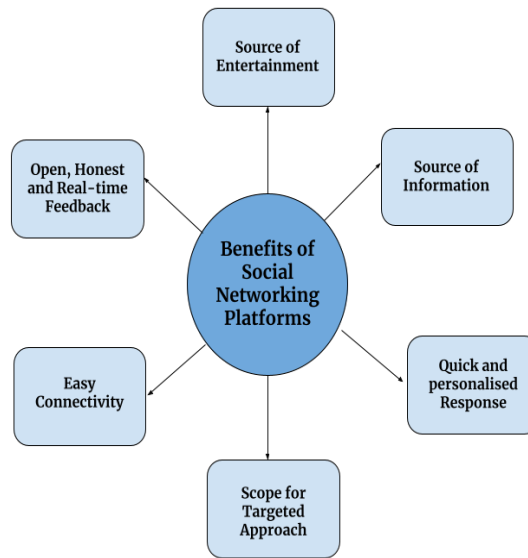 Source of
Entertainment
Open, Honest
and Real-time
Feedback
Source of
Information
Benefits of
Social
Networking
Platforms
Easy
Connectivity
Quick and
personalised
Response
Scope for
Targeted
Approach